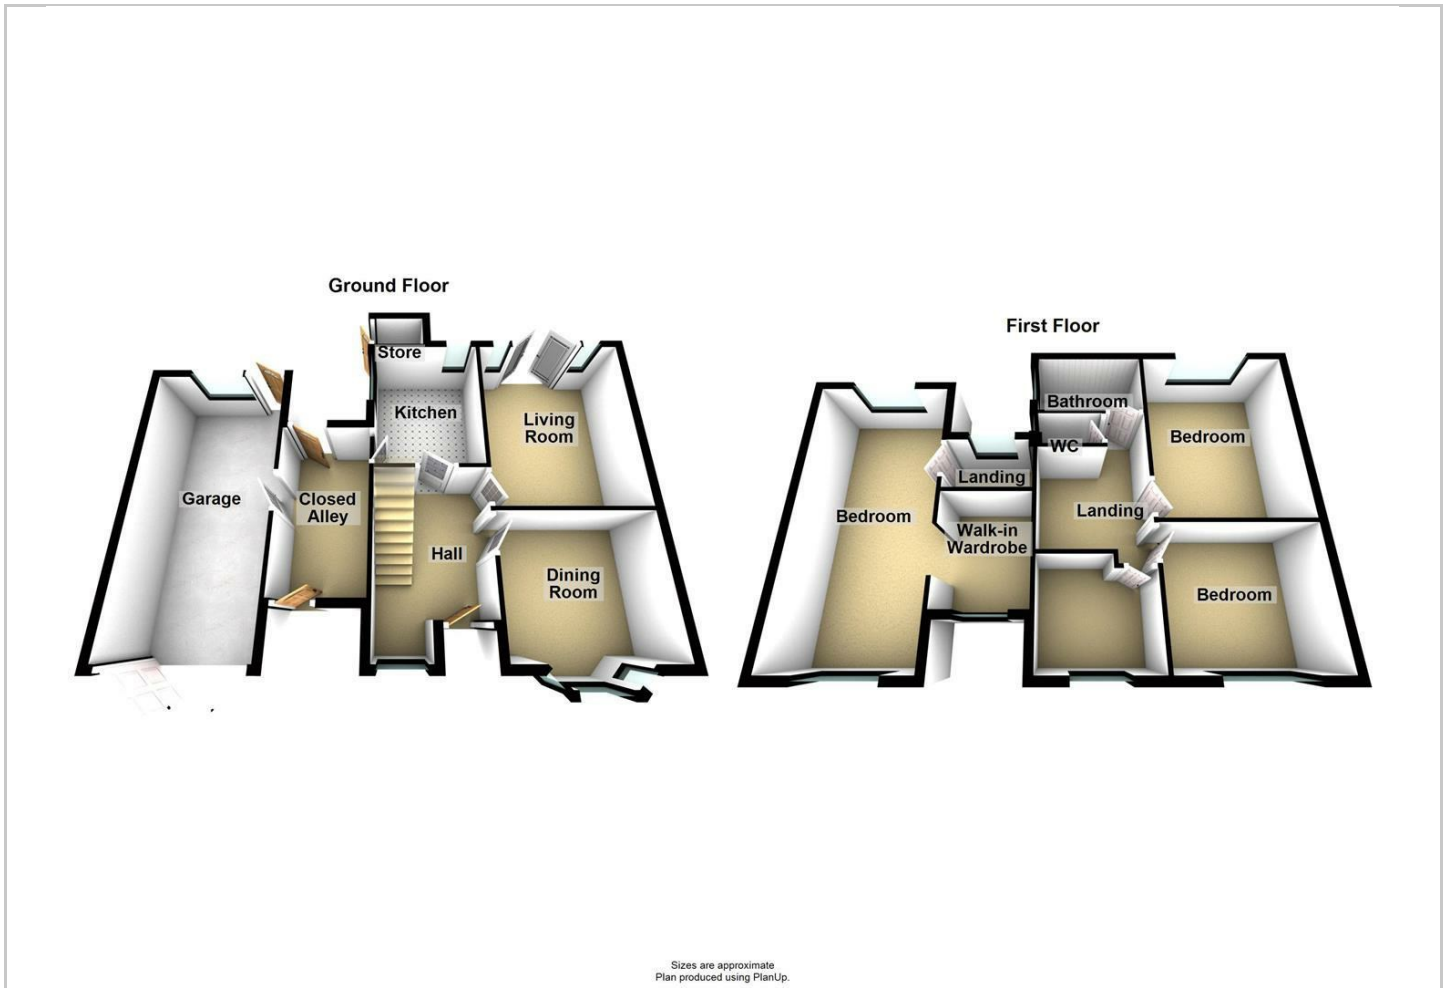 Ground Floor
Store
Kitchen
Living
Room
Garage
Closed
Alley
Hall
Dining
Room
First Floor
Bathroom
WC
Bedroom
Landing
Bedroom
Landing
Walk-in
Wardrobe
Bedroom
Sizes are approximate
Plan produced using PlanUp.